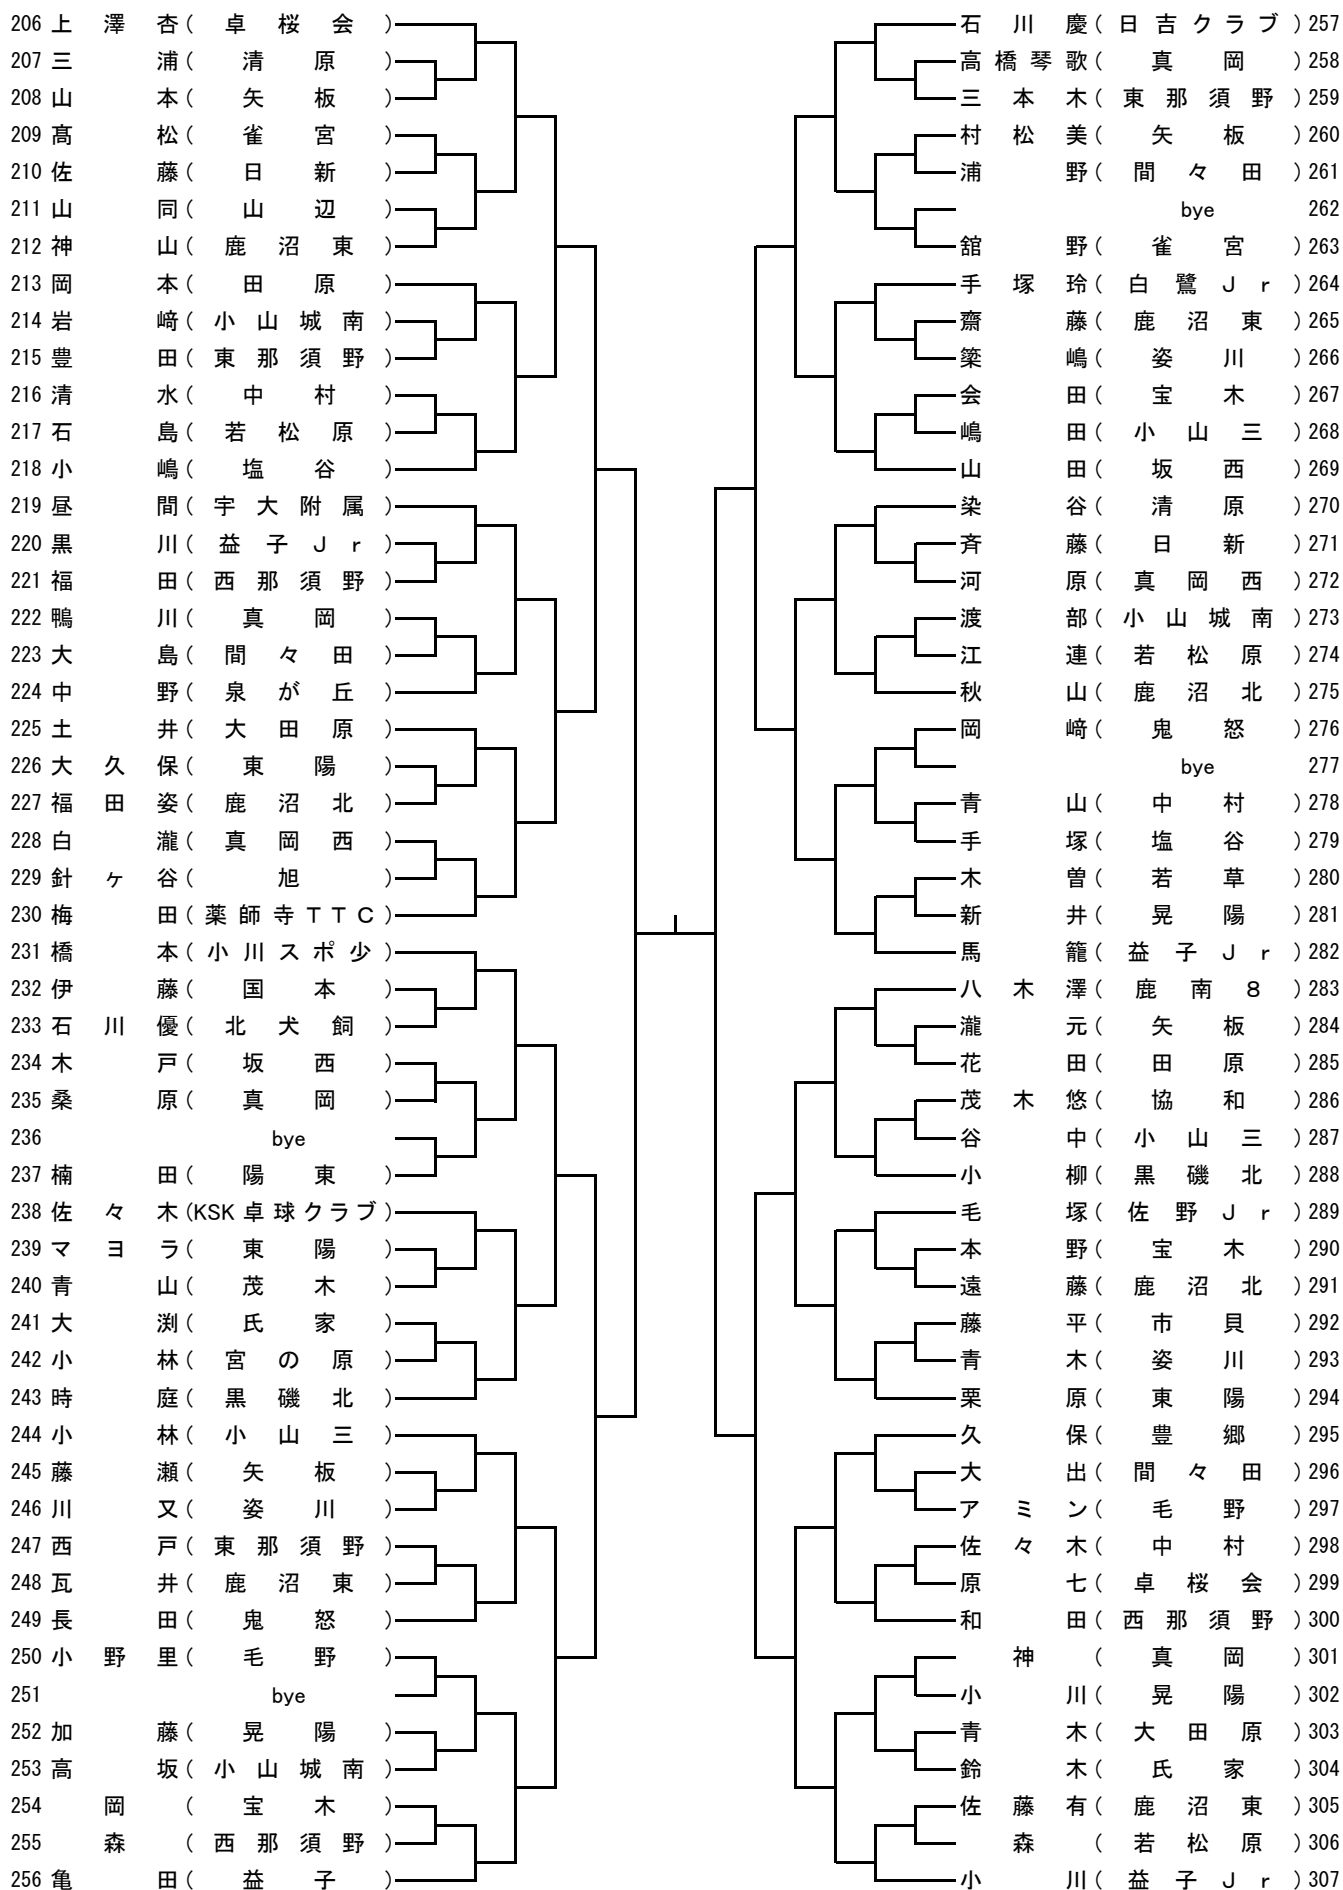 206 上澤杏(卓桜会)
207 三浦(清原)
208 山本(矢板)
209 髙松(雀宮)
210 佐藤(日新)
211 山同(山辺)
212 神山(鹿沼東)
213 岡本(田原)
214 岩﨑(小山城南)
215 豊田(東那須野)
216 清水(中村)
217 石島(若松原)
218 小嶋(塩谷)
219 昼間(宇大附属)
220 黒川(益子Jr)
221 福田(西那須野)
222 鴨川(真岡)
223 大島(間々田)
224 中野(泉が丘)
225 土井(大田原)
226 大久保(東陽)
227 福田姿(鹿沼北)
228 白瀧(真岡西)
229 針ヶ谷(旭)
230 梅田(薬師寺TTC)
231 橋本(小川スポ少)
232 伊藤(国本)
233 石川優(北犬飼)
234 木戸(坂西)
235 桑原(真岡)
236 bye
237 楠田(陽東)
238 佐々木(KSK卓球クラブ)
239 マヨラ(東陽)
240 青山(茂木)
241 大渕(氏家)
242 小林(宮の原)
243 時庭(黒磯北)
244 小林(小山三)
245 藤瀬(矢板)
246 川又(姿川)
247 西戸(東那須野)
248 瓦井(鹿沼東)
249 長田(鬼怒)
250 小野里(毛野)
251 bye
252 加藤(晃陽)
253 高坂(小山城南)
254 岡(宝木)
255 森(西那須野)
256 亀田(益子)
石川慶(日吉クラブ) 257
高橋琴歌(真岡) 258
三本木(東那須野) 259
村松美(矢板) 260
浦野(間々田) 261
bye 262
舘野(雀宮) 263
手塚玲(白鷺Jr) 264
齋藤(鹿沼東) 265
簗嶋(姿川) 266
会田(宝木) 267
嶋田(小山三) 268
山田(坂西) 269
染谷(清原) 270
斉藤(日新) 271
河原(真岡西) 272
渡部(小山城南) 273
江連(若松原) 274
秋山(鹿沼北) 275
岡﨑(鬼怒) 276
bye 277
青山(中村) 278
手塚(塩谷) 279
木曽(若草) 280
新井(晃陽) 281
馬籠(益子Jr) 282
八木澤(鹿南8) 283
瀧元(矢板) 284
花田(田原) 285
茂木悠(協和) 286
谷中(小山三) 287
小柳(黒磯北) 288
毛塚(佐野Jr) 289
本野(宝木) 290
遠藤(鹿沼北) 291
藤平(市貝) 292
青木(姿川) 293
栗原(東陽) 294
久保(豊郷) 295
大出(間々田) 296
アミン(毛野) 297
佐々木(中村) 298
原七(卓桜会) 299
和田(西那須野) 300
神(真岡) 301
小川(晃陽) 302
青木(大田原) 303
鈴木(氏家) 304
佐藤有(鹿沼東) 305
森(若松原) 306
小川(益子Jr) 307